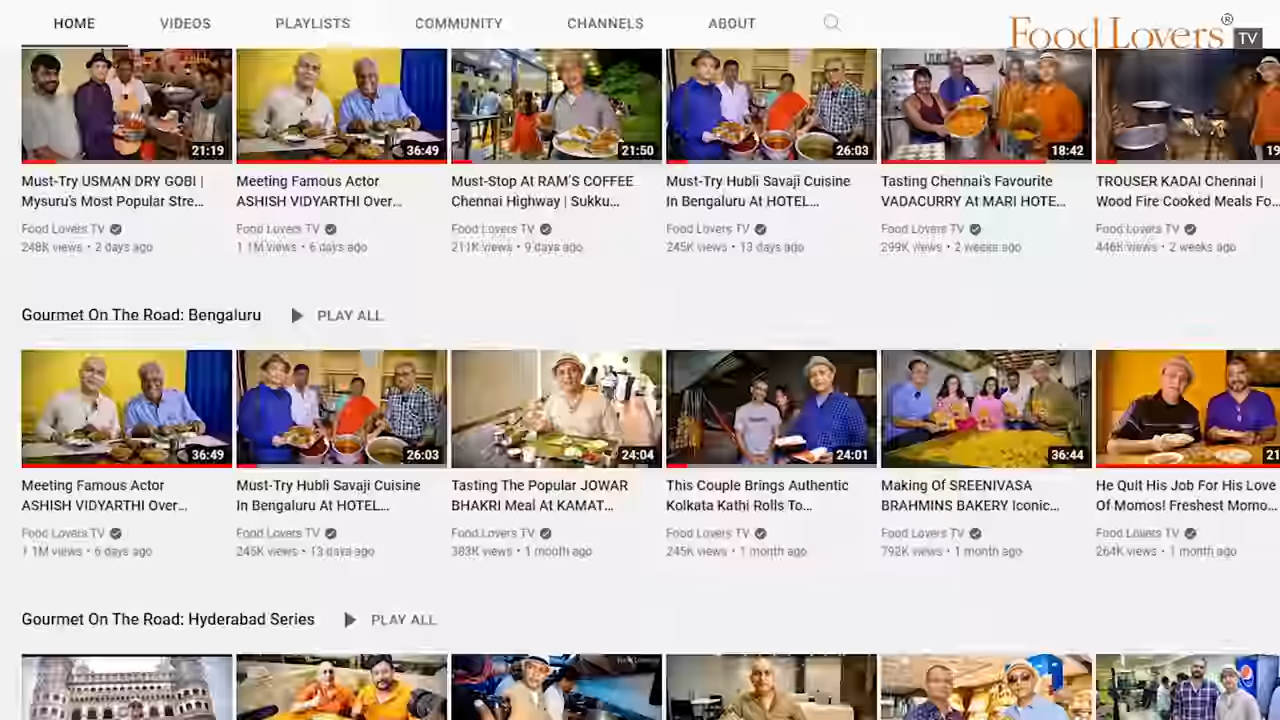 HOME VIDEOS PLAYLISTS COMMUNITY CHANNELS ABOUT
Food Lovers® TV
21:19 36:49 21:50 26:03 18:42 19
Must-Try USMAN DRY GOBI | Mysuru's Most Popular Stre...
Food Lovers TV
248K views • 2 days ago
Meeting Famous Actor ASHISH VIDYARTHI Over...
Food Lovers TV
1.1M views • 6 days ago
Must-Stop At RAM'S COFFEE Chennai Highway | Sukku...
Food Lovers TV
211K views • 9 days ago
Must-Try Hubli Savaji Cuisine In Bengaluru At HOTEL...
Food Lovers TV
245K views • 13 days ago
Tasting Chennai's Favourite VADACURRY At MARI HOTE...
Food Lovers TV
299K views • 2 weeks ago
TROUSER KADAI Chennai | Wood Fire Cooked Meals Fo...
Food Lovers TV
446K views • 2 weeks ago
Gourmet On The Road: Bengaluru PLAY ALL
36:49 26:03 24:04 24:01 36:44 21
Meeting Famous Actor ASHISH VIDYARTHI Over...
Food Lovers TV
1.1M views • 6 days ago
Must-Try Hubli Savaji Cuisine In Bengaluru At HOTEL...
Food Lovers TV
245K views • 13 days ago
Tasting The Popular JOWAR BHAKRI Meal At KAMAT...
Food Lovers TV
383K views • 1 month ago
This Couple Brings Authentic Kolkata Kathi Rolls To...
Food Lovers TV
245K views • 1 month ago
Making Of SREENIVASA BRAHMINS BAKERY Iconic...
Food Lovers TV
792K views • 1 month ago
He Quit His Job For His Love Of Momos! Freshest Momo...
Food Lovers TV
264K views • 1 month ago
Gourmet On The Road: Hyderabad Series PLAY ALL
Food Lovers
pepsi